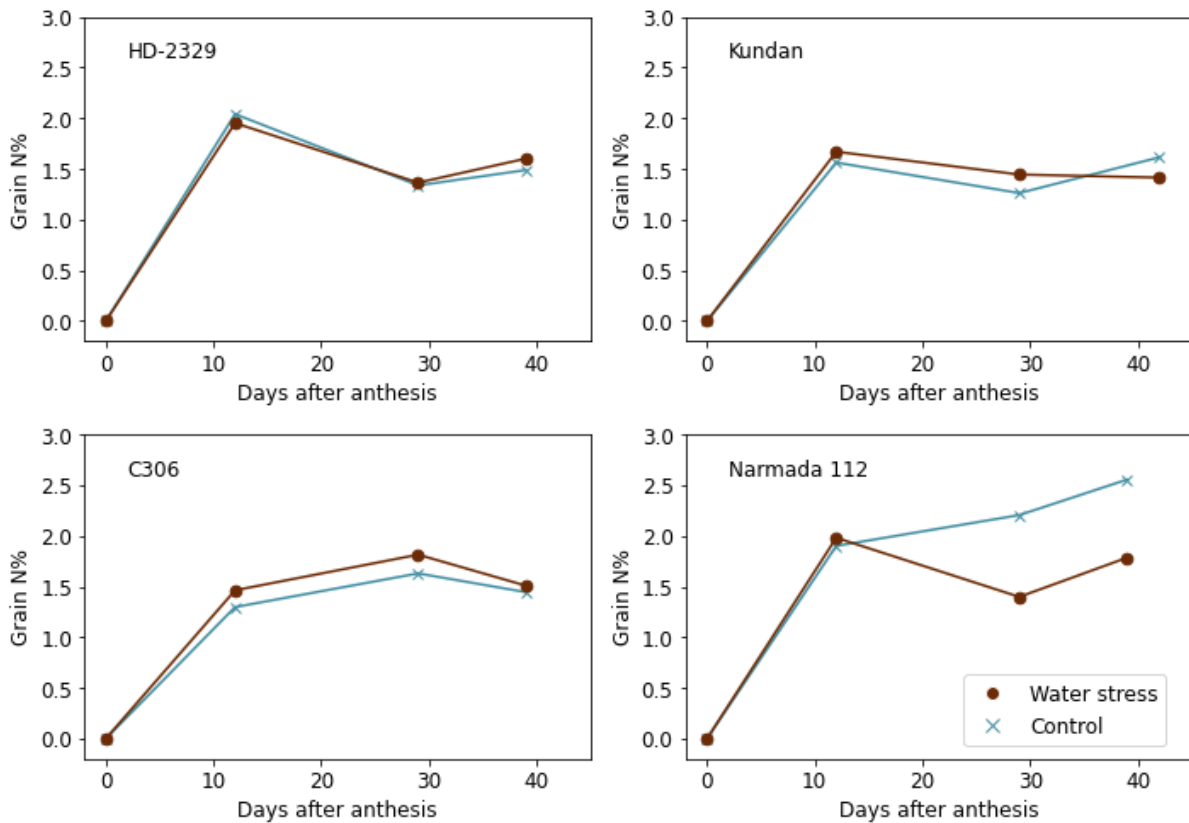 HD-2329
Grain N%
3.0
2.5
2.0
1.5
1.0
0.5
0.0
0 10 20 30 40
Days after anthesis
Kundan
Grain N%
3.0
2.5
2.0
1.5
1.0
0.5
0.0
0 10 20 30 40
Days after anthesis
C306
Grain N%
3.0
2.5
2.0
1.5
1.0
0.5
0.0
0 10 20 30 40
Days after anthesis
Narmada 112
Grain N%
3.0
2.5
2.0
1.5
1.0
0.5
0.0
Water stress
Control
0 10 20 30 40
Days after anthesis